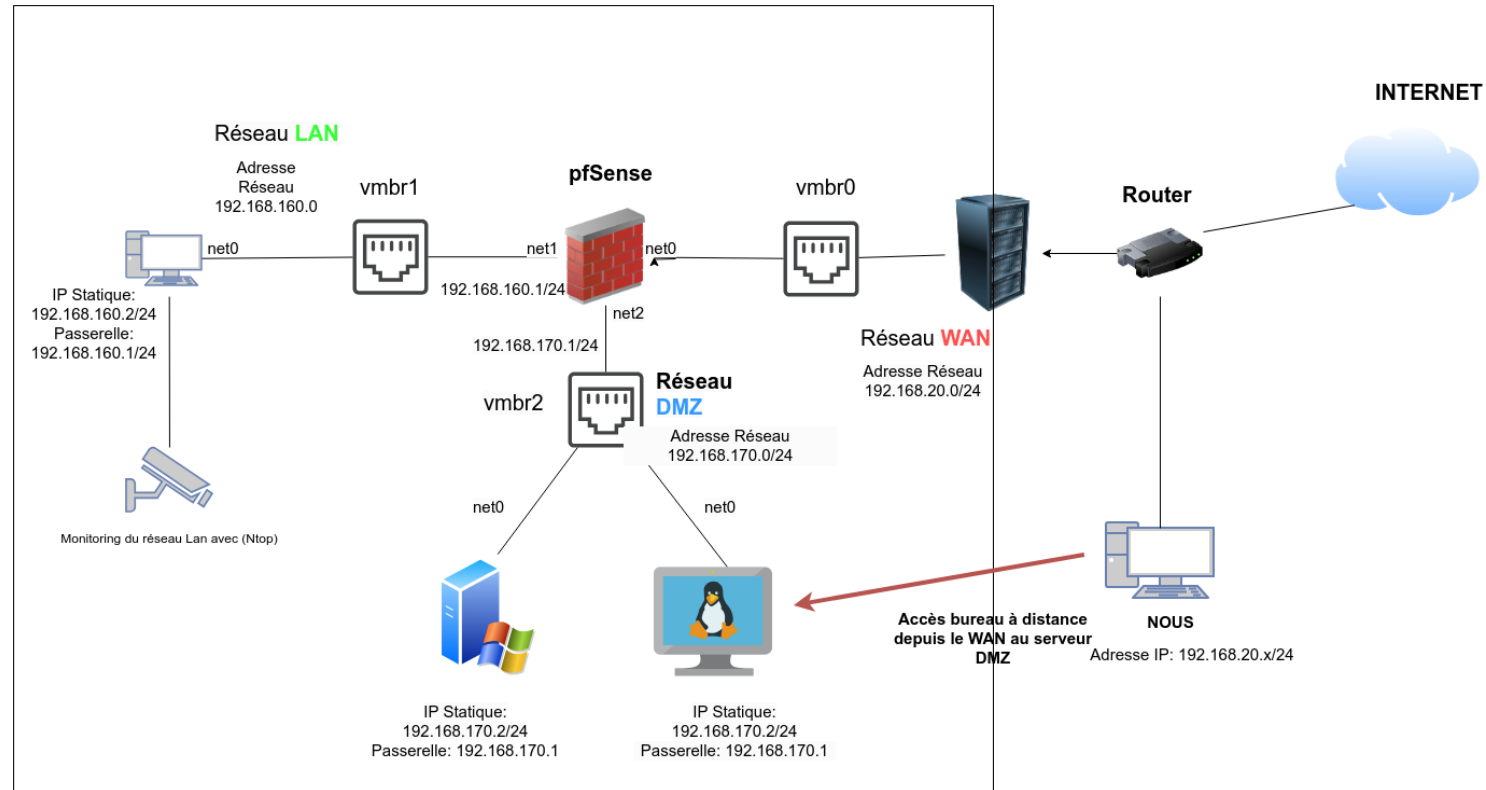 INTERNET
Réseau LAN
Adresse
Réseau
192.168.160.0
vmbr1
pfSense
vmbr0
Router
net0
net1
net0
IP Statique:
192.168.160.2/24
Passerelle:
192.168.160.1/24
192.168.160.1/24
net2
192.168.170.1/24
Réseau WAN
Adresse Réseau
192.168.20.0/24
vmbr2
Réseau
DMZ
Adresse Réseau
192.168.170.0/24
net0
net0
Monitoring du réseau Lan avec (Ntop)
Accès bureau à distance
depuis le WAN au serveur
DMZ
NOUS
Adresse IP: 192.168.20.x/24
IP Statique:
192.168.170.2/24
Passerelle: 192.168.170.1
IP Statique:
192.168.170.2/24
Passerelle: 192.168.170.1